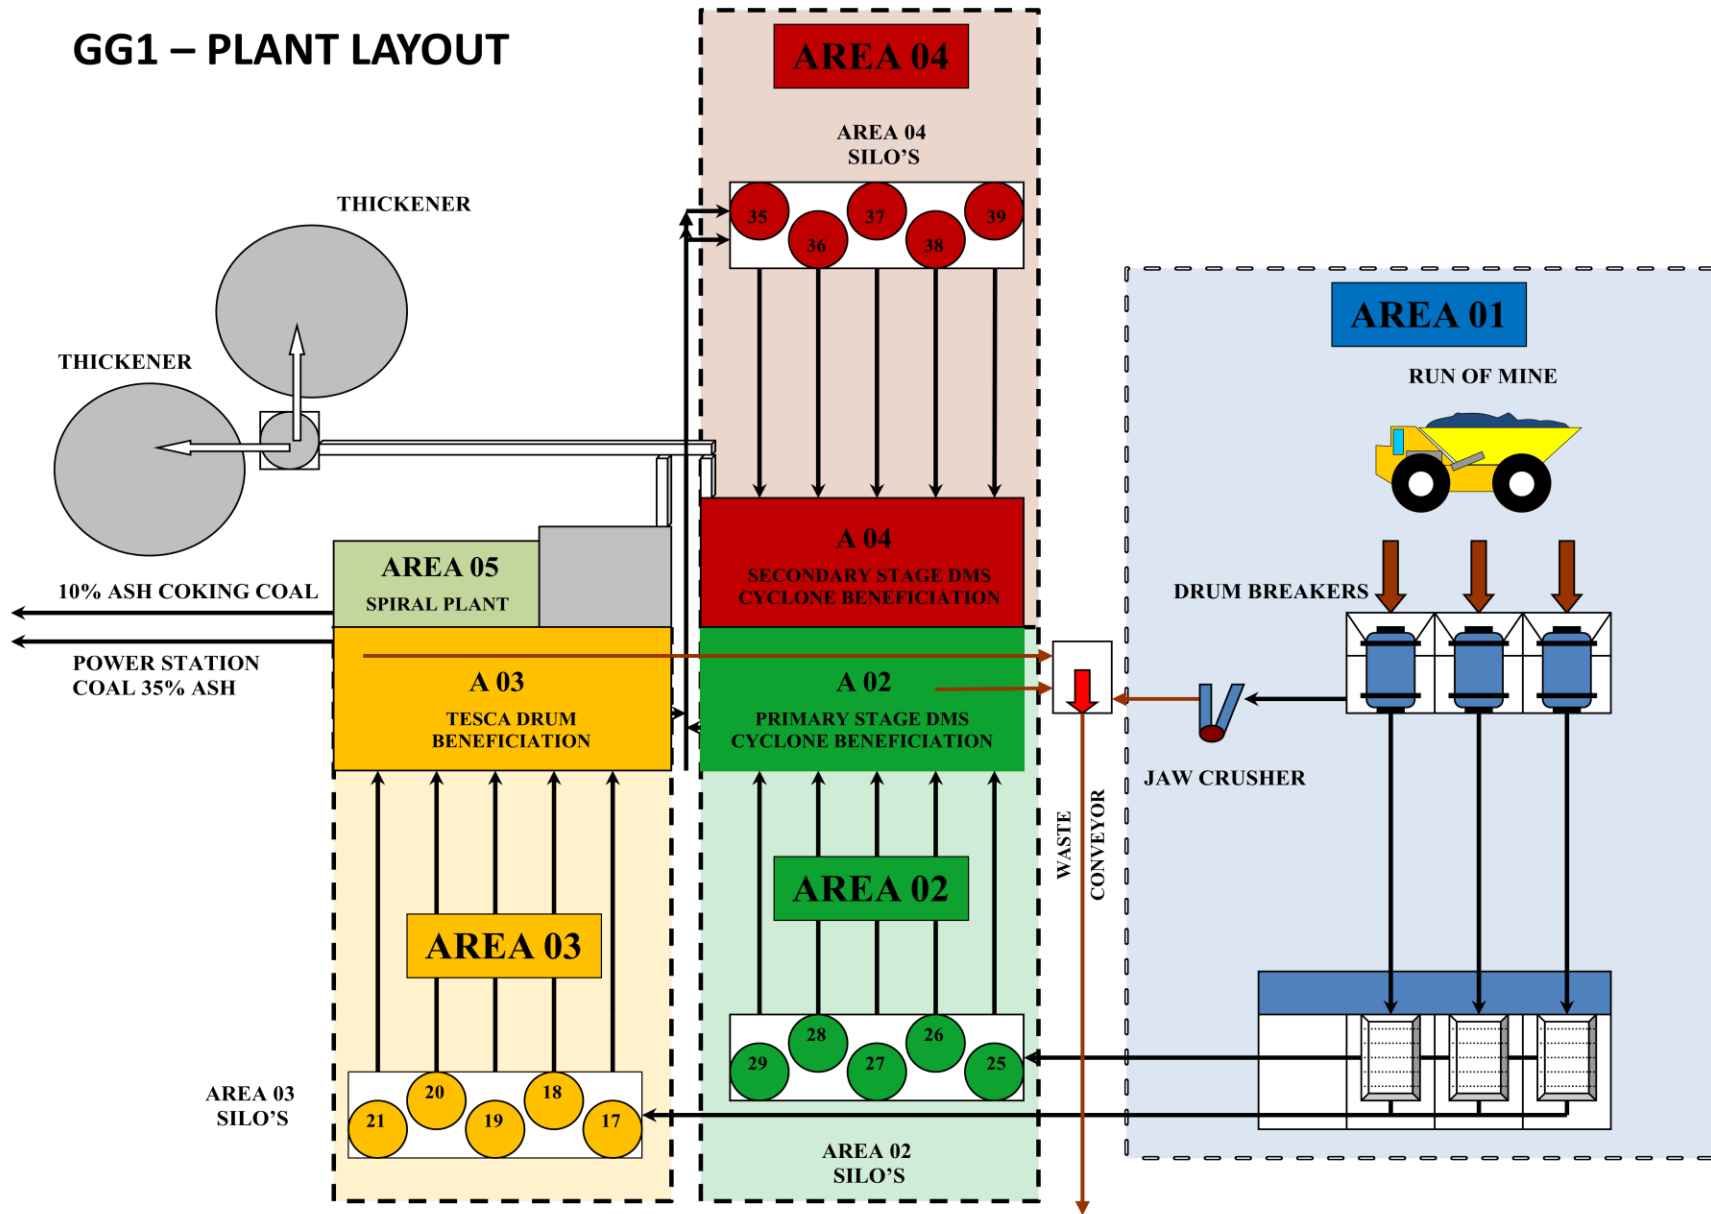 GG1 – PLANT LAYOUT
AREA 04
AREA 04
SILO'S
35
36
37
38
39
THICKENER
THICKENER
AREA 01
RUN OF MINE
DRUM BREAKERS
JAW CRUSHER
A 04
SECONDARY STAGE DMS
CYCLONE BENEFICIATION
AREA 05
SPIRAL PLANT
10% ASH COKING COAL
POWER STATION
COAL 35% ASH
A 03
TESCA DRUM
BENEFICIATION
A 02
PRIMARY STAGE DMS
CYCLONE BENEFICIATION
WASTE
CONVEYOR
AREA 02
AREA 03
29
28
27
26
25
21
20
19
18
17
AREA 03
SILO'S
AREA 02
SILO'S